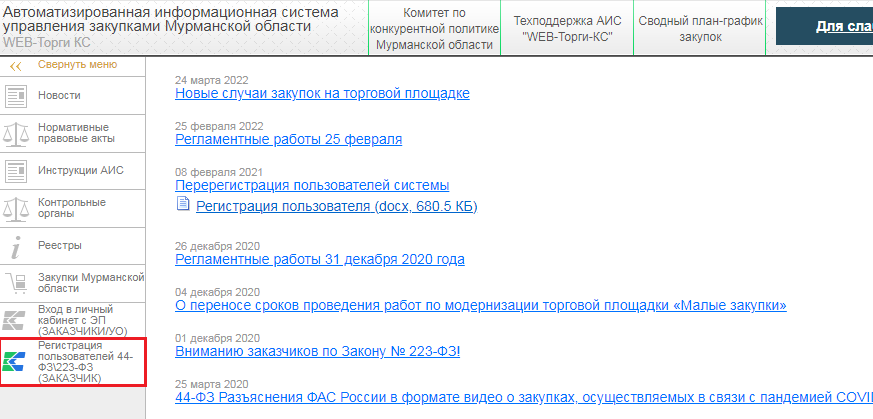 Автоматизированная информационная система
управления закупками Мурманской области
WEB-Торги КС
Комитет по
конкурентной политике
Мурманской области
Техподдержка АИС
"WEB-Торги-КС"
Сводный план-график
закупок
Для сла
Свернуть меню
Новости
Нормативные
правовые акты
Инструкции АИС
Контрольные
органы
Реестры
Закупки Мурманской
области
Вход в личный
кабинет с ЭП
(ЗАКАЗЧИКИ/УО)
Регистрация
пользователей 44-
ФЗ\223-ФЗ
(ЗАКАЗЧИК)
24 марта 2022
Новые случаи закупок на торговой площадке
25 февраля 2022
Регламентные работы 25 февраля
08 февраля 2021
Перерегистрация пользователей системы
Регистрация пользователя (docx, 680.5 КБ)
26 декабря 2020
Регламентные работы 31 декабря 2020 года
04 декабря 2020
О переносе сроков проведения работ по модернизации торговой площадки «Малые закупки»
01 декабря 2020
Вниманию заказчиков по Закону № 223-ФЗ!
25 марта 2020
44-ФЗ Разъяснения ФАС России в формате видео о закупках, осуществляемых в связи с пандемией COVI